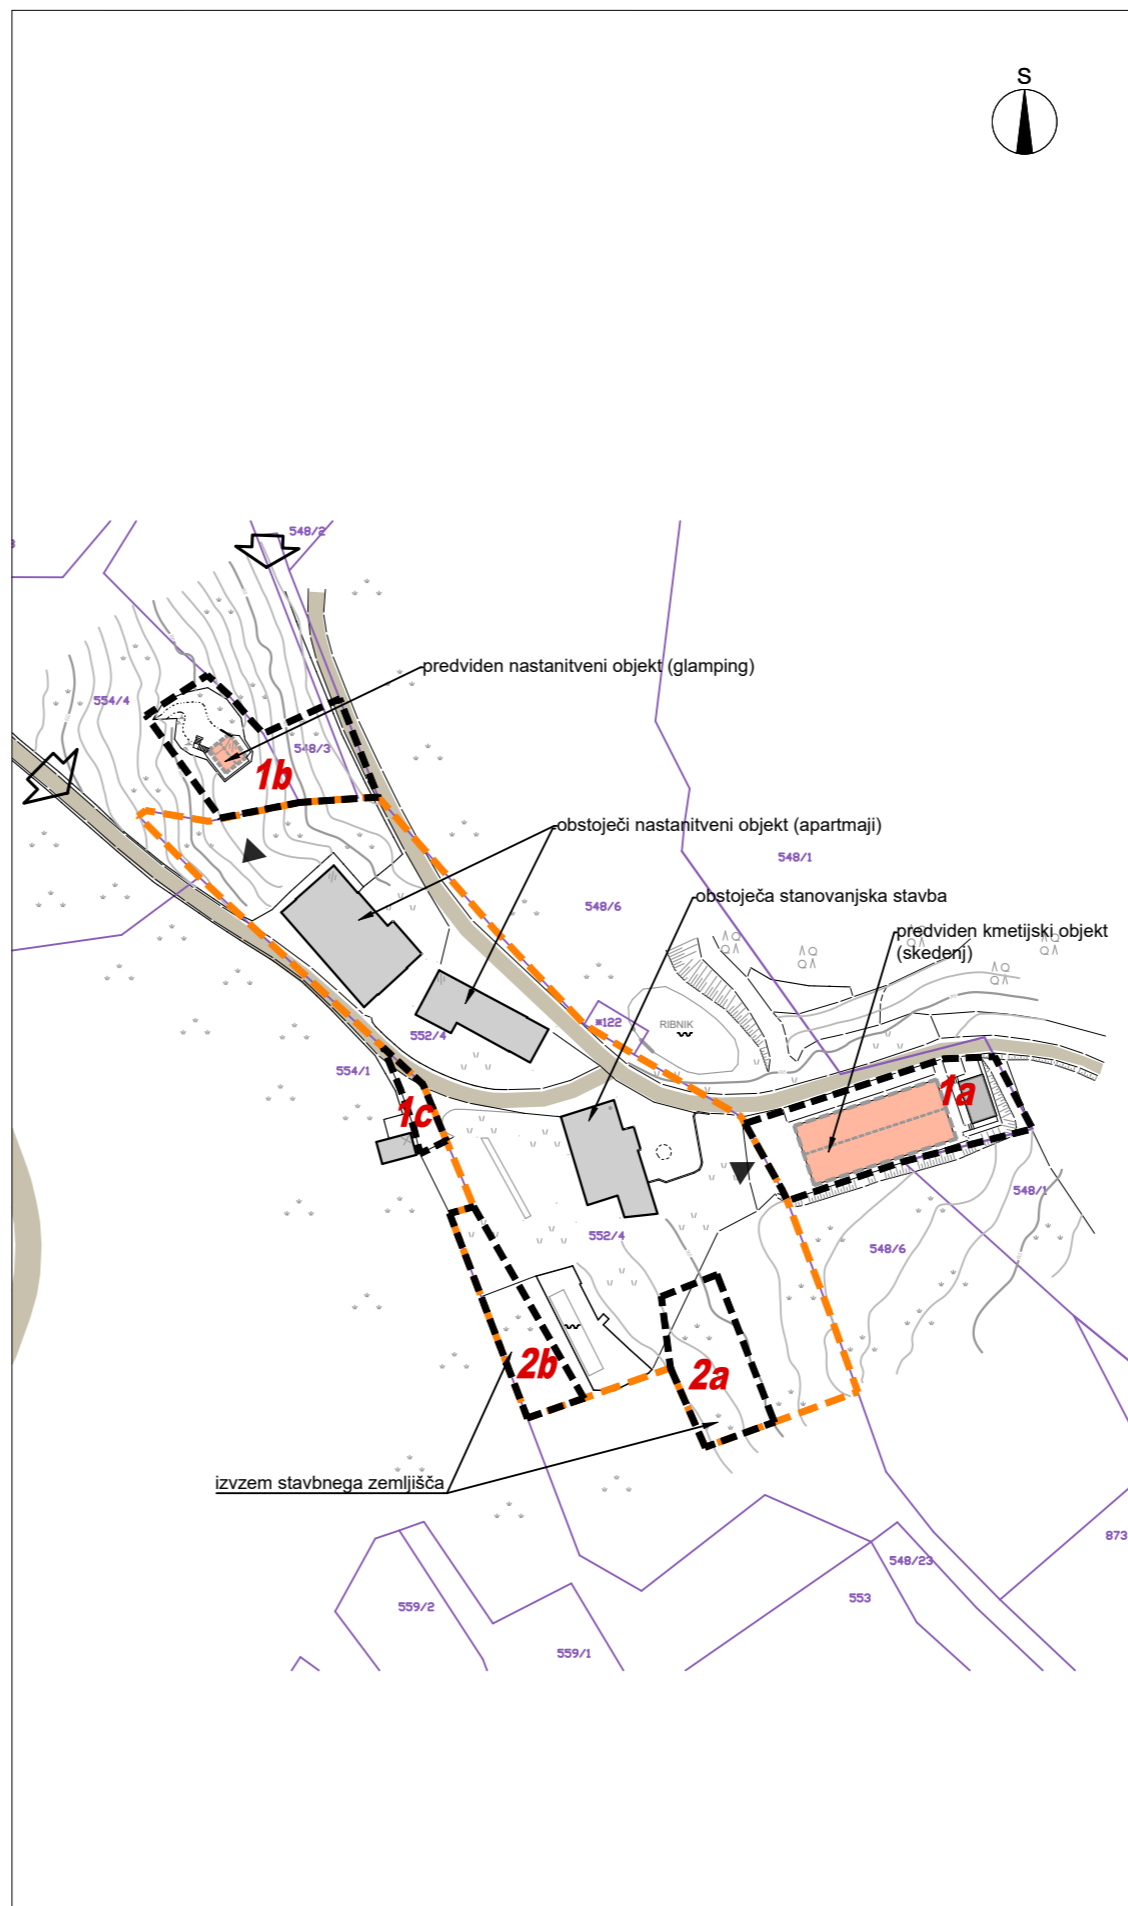 S
548/2
predviden nastanitveni objekt (glamping)
554/4
548/3
1b
obstoječi nastanitveni objekt (apartmaji)
548/1
obstoječa stanovanjska stavba
548/6
predviden kmetijski objekt
(skedenj)
RIBNIK
552/4
554/1
1a
1c
548/1
552/4
548/6
2b
2a
izvzem stavbnega zemljišča
873
548/23
553
559/2
559/1